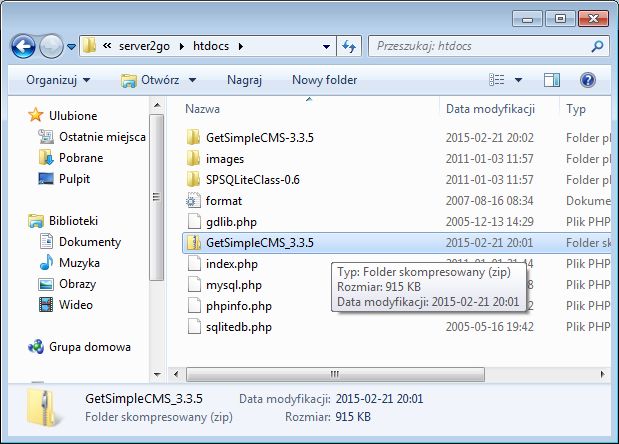 « server2go ▸ htdocs ▸
Przeszukaj: htdocs
Organizuj Otwórz Nagraj Nowy folder
Nazwa Data modyfikacji Typ
Ulubione
Ostatnie miejsca
Pobrane
Pulpit
Biblioteki
Dokumenty
Muzyka
Obrazy
Wideo
Grupa domowa
GetSimpleCMS-3.3.5 2015-02-21 20:02 Folder pl
images 2011-01-03 11:57 Folder pl
SPSQLiteClass-0.6 2011-01-03 11:57 Folder pl
format 2007-08-16 08:34 Dokume
gdlib.php 2005-12-13 14:29 Plik PHP
GetSimpleCMS_3.3.5 2015-02-21 20:01 Folder sk
index.php Plik PHP
mysql.php Plik PHP
phpinfo.php Plik PHP
sqlitedb.php 2005-05-16 19:42 Plik PHP
Typ: Folder skompresowany (zip)
Rozmiar: 915 KB
Data modyfikacji: 2015-02-21 20:01
GetSimpleCMS_3.3.5 Data modyfikacji: 2015-02-21 20:01
Folder skompresowany (zip) Rozmiar: 915 KB